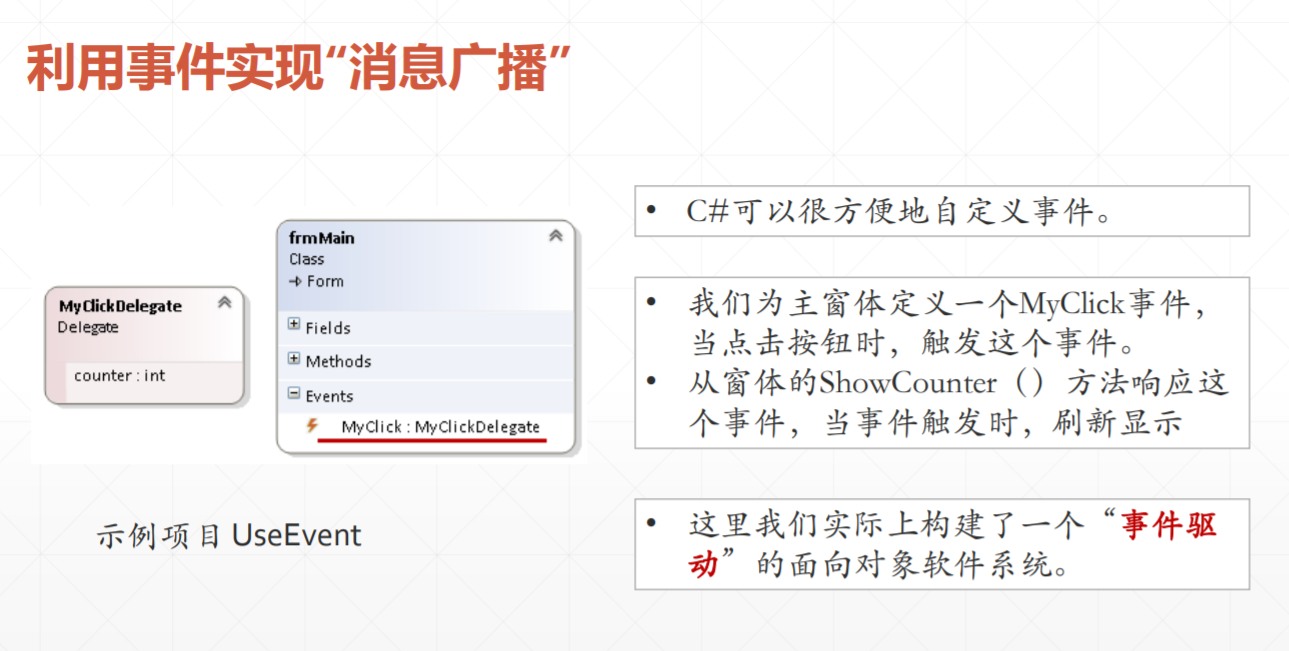 利用事件实现“消息广播”
MyClickDelegate
Delegate
counter : int
frmMain
Class
Form
Fields
Methods
Events
MyClick : MyClickDelegate
示例项目 UseEvent
• C#可以很方便地自定义事件。
• 我们为主窗体定义一个MyClick事件，
当点击按钮时，触发这个事件。
• 从窗体的ShowCounter（）方法响应这
个事件，当事件触发时，刷新显示
• 这里我们实际上构建了一个“事件驱
动”的面向对象软件系统。